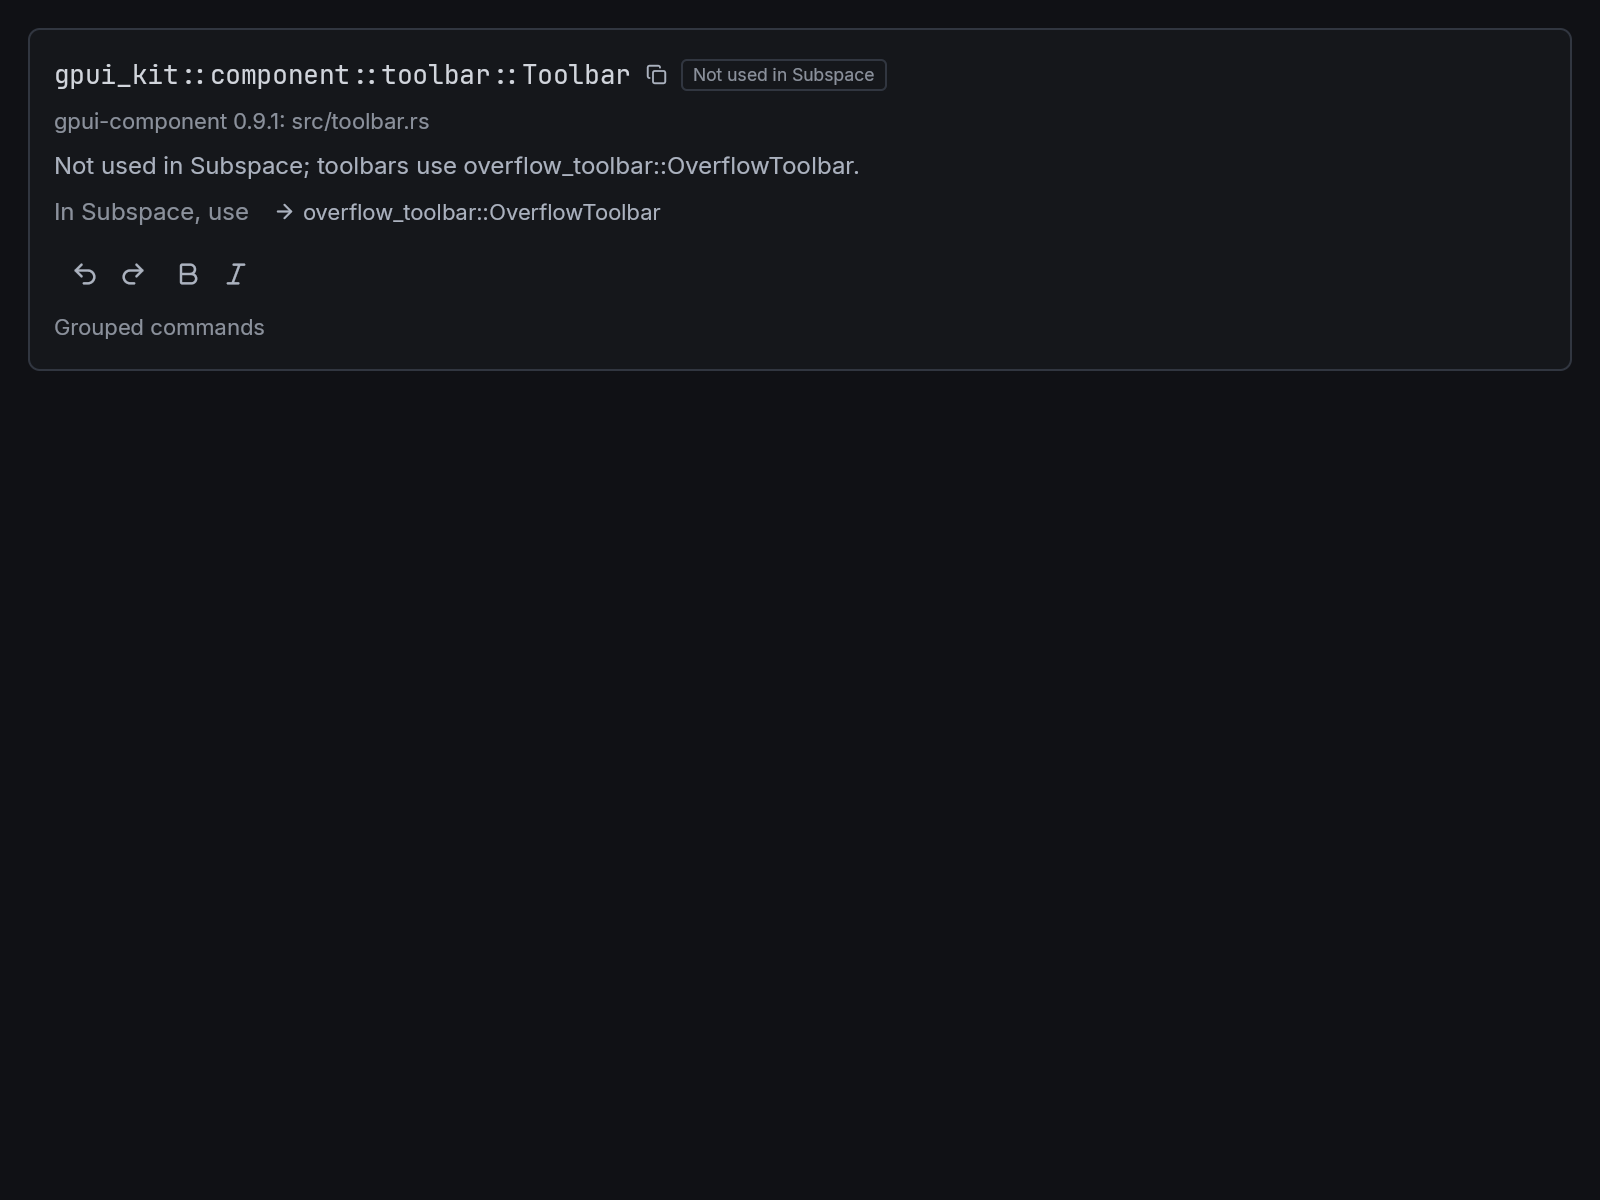 gpui_kit::component::toolbar::Toolbar Not used in Subspace
gpui-component 0.9.1: src/toolbar.rs
Not used in Subspace; toolbars use overflow_toolbar::OverflowToolbar.
In Subspace, use → overflow_toolbar::OverflowToolbar
B I
Grouped commands